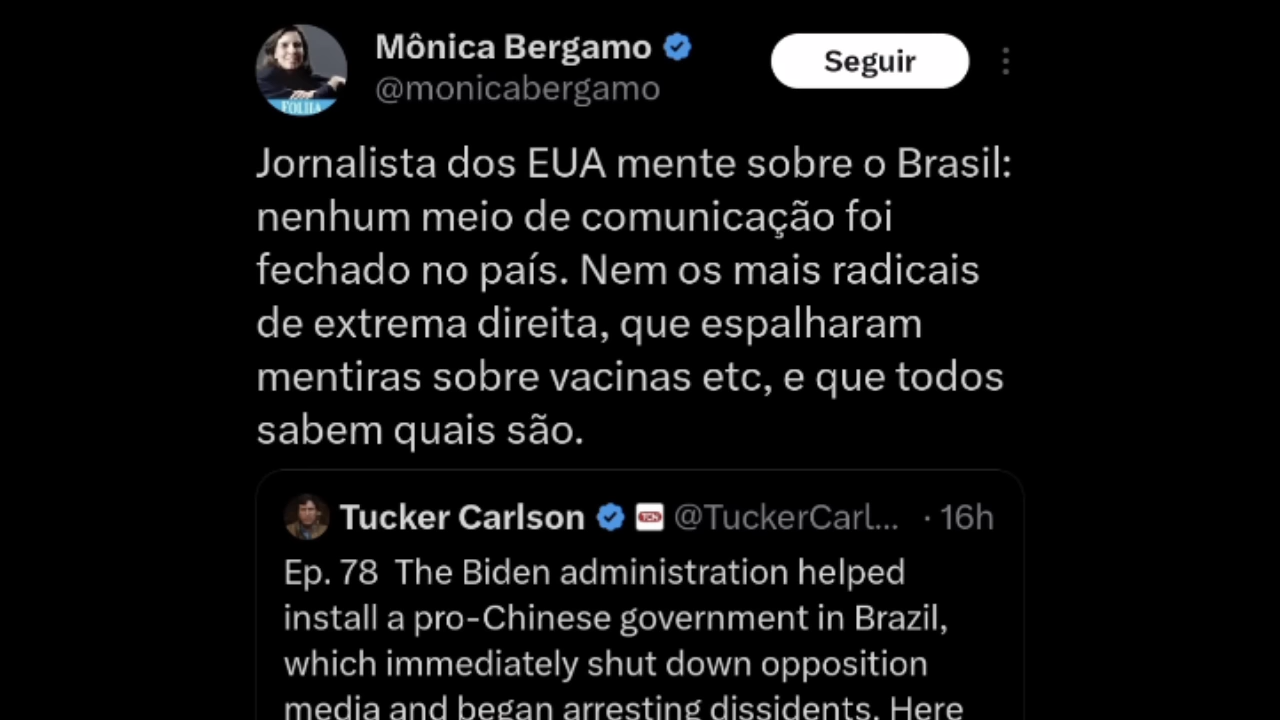 Mônica Bergamo
Seguir
@monicabergamo
FOLHA
Jornalista dos EUA mente sobre o Brasil:
nenhum meio de comunicação foi
fechado no país. Nem os mais radicais
de extrema direita, que espalharam
mentiras sobre vacinas etc, e que todos
sabem quais são.
Tucker Carlson TCN @TuckerCarl... · 16h
Ep. 78 The Biden administration helped
install a pro-Chinese government in Brazil,
which immediately shut down opposition
media and began arresting dissidents. Here